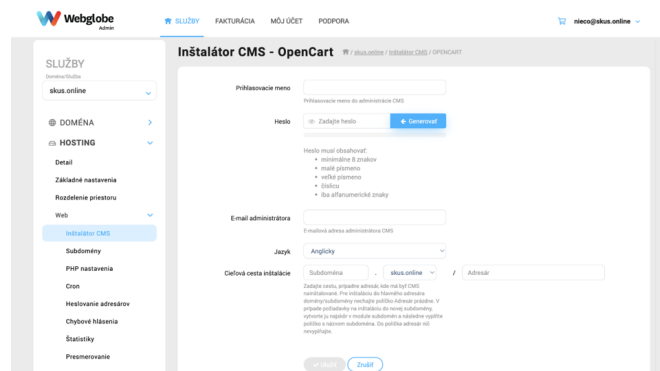 Webglobe
Admin
SLUŽBY
FAKTURÁCIA
MÔJ ÚČET
PODPORA
nieco@skus.online
SLUŽBY
Doména/Služba
skus.online
DOMÉNA
HOSTING
Detail
Základné nastavenia
Rozdelenie priestoru
Web
Inštalátor CMS
Subdomény
PHP nastavenia
Cron
Heslovanie adresárov
Chybové hlásenia
Štatistiky
Presmerovanie
Inštalátor CMS - OpenCart
/ skus.online / Inštalátor CMS / OPENCART
Prihlasovacie meno
Prihlasovacie meno do administrácie CMS
Heslo
Zadajte heslo
Generovať
Heslo musí obsahovať:
• minimálne 8 znakov
• malé písmeno
• veľké písmeno
• číslicu
• iba alfanumerické znaky
E-mail administrátora
E-mailová adresa administrátora CMS
Jazyk
Anglicky
Cieľová cesta inštalácie
Subdoména
.
skus.online
/
Adresár
Zadajte cestu, prípadne adresár, kde má byť CMS
nainštalované. Pre inštaláciu do hlavného adresára
domény/subdomény nechajte políčko Adresár prázdne. V
prípade požiadavky na inštaláciu do novej subdomény,
vytvorte ju najskôr v module subdomén a následne vyplňte
políčko s názvom subdoména. Do políčka adresár nič
nevypĺňajte.
Uložiť
Zrušiť